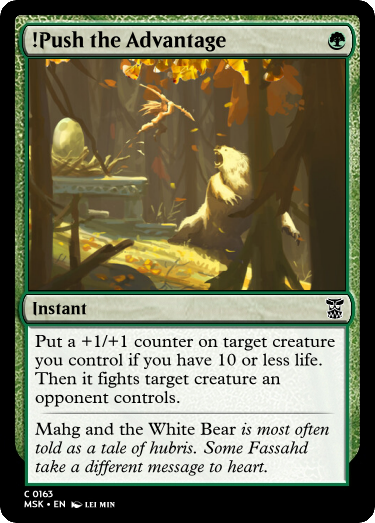 !Push the Advantage
Instant
Put a +1/+1 counter on target creature
you control if you have 10 or less life.
Then it fights target creature an
opponent controls.
Mahg and the White Bear is most often
told as a tale of hubris. Some Fassahd
take a different message to heart.
C 0163
MSK • EN LEI MIN